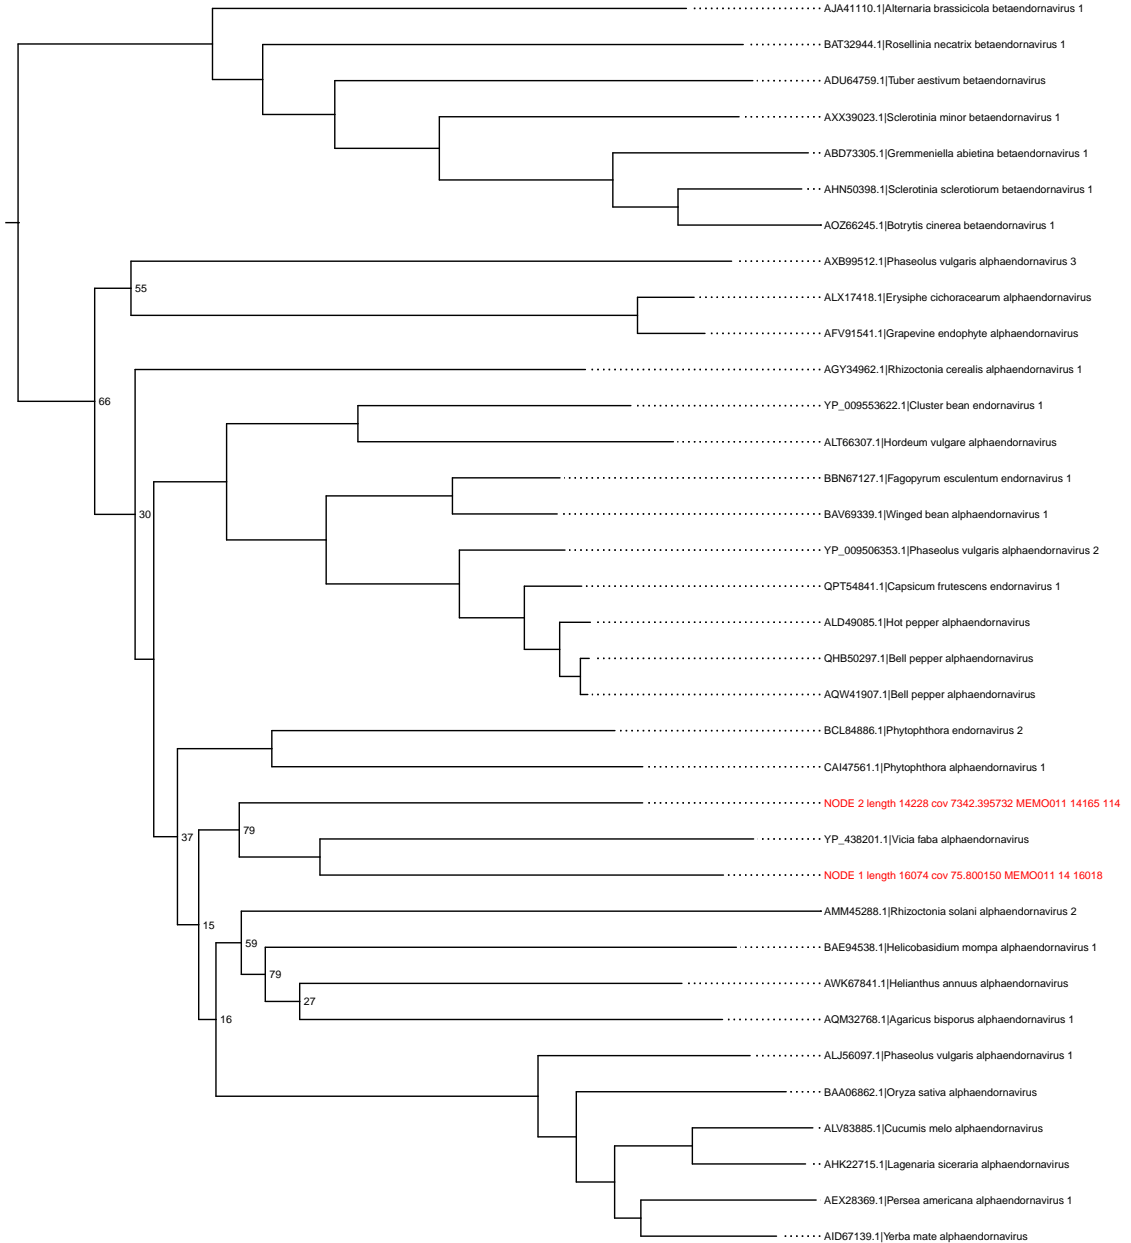 AJA41110.1|Alternaria brassicicola betaendornavirus 1
BAT32944.1|Rosellinia necatrix betaendornavirus 1
ADU64759.1|Tuber aestivum betaendornavirus
AXX39023.1|Sclerotinia minor betaendornavirus 1
ABD73305.1|Gremmeniella abietina betaendornavirus 1
AHN50398.1|Sclerotinia sclerotiorum betaendornavirus 1
AOZ66245.1|Botrytis cinerea betaendornavirus 1
AXB99512.1|Phaseolus vulgaris alphaendornavirus 3
55
ALX17418.1|Erysiphe cichoracearum alphaendornavirus
AFV91541.1|Grapevine endophyte alphaendornavirus
AGY34962.1|Rhizoctonia cerealis alphaendornavirus 1
66
YP_009553622.1|Cluster bean endornavirus 1
ALT66307.1|Hordeum vulgare alphaendornavirus
BBN67127.1|Fagopyrum esculentum endornavirus 1
30
BAV69339.1|Winged bean alphaendornavirus 1
YP_009506353.1|Phaseolus vulgaris alphaendornavirus 2
QPT54841.1|Capsicum frutescens endornavirus 1
ALD49085.1|Hot pepper alphaendornavirus
QHB50297.1|Bell pepper alphaendornavirus
AQW41907.1|Bell pepper alphaendornavirus
BCL84886.1|Phytophthora endornavirus 2
CAI47561.1|Phytophthora alphaendornavirus 1
NODE 2 length 14228 cov 7342.395732 MEMO011 14165 114
79
37
YP_438201.1|Vicia faba alphaendornavirus
NODE 1 length 16074 cov 75.800150 MEMO011 14 16018
AMM45288.1|Rhizoctonia solani alphaendornavirus 2
15
59
BAE94538.1|Helicobasidium mompa alphaendornavirus 1
79
AWK67841.1|Helianthus annuus alphaendornavirus
27
16
AQM32768.1|Agaricus bisporus alphaendornavirus 1
ALJ56097.1|Phaseolus vulgaris alphaendornavirus 1
BAA06862.1|Oryza sativa alphaendornavirus
ALV83885.1|Cucumis melo alphaendornavirus
AHK22715.1|Lagenaria siceraria alphaendornavirus
AEX28369.1|Persea americana alphaendornavirus 1
AID67139.1|Yerba mate alphaendornavirus